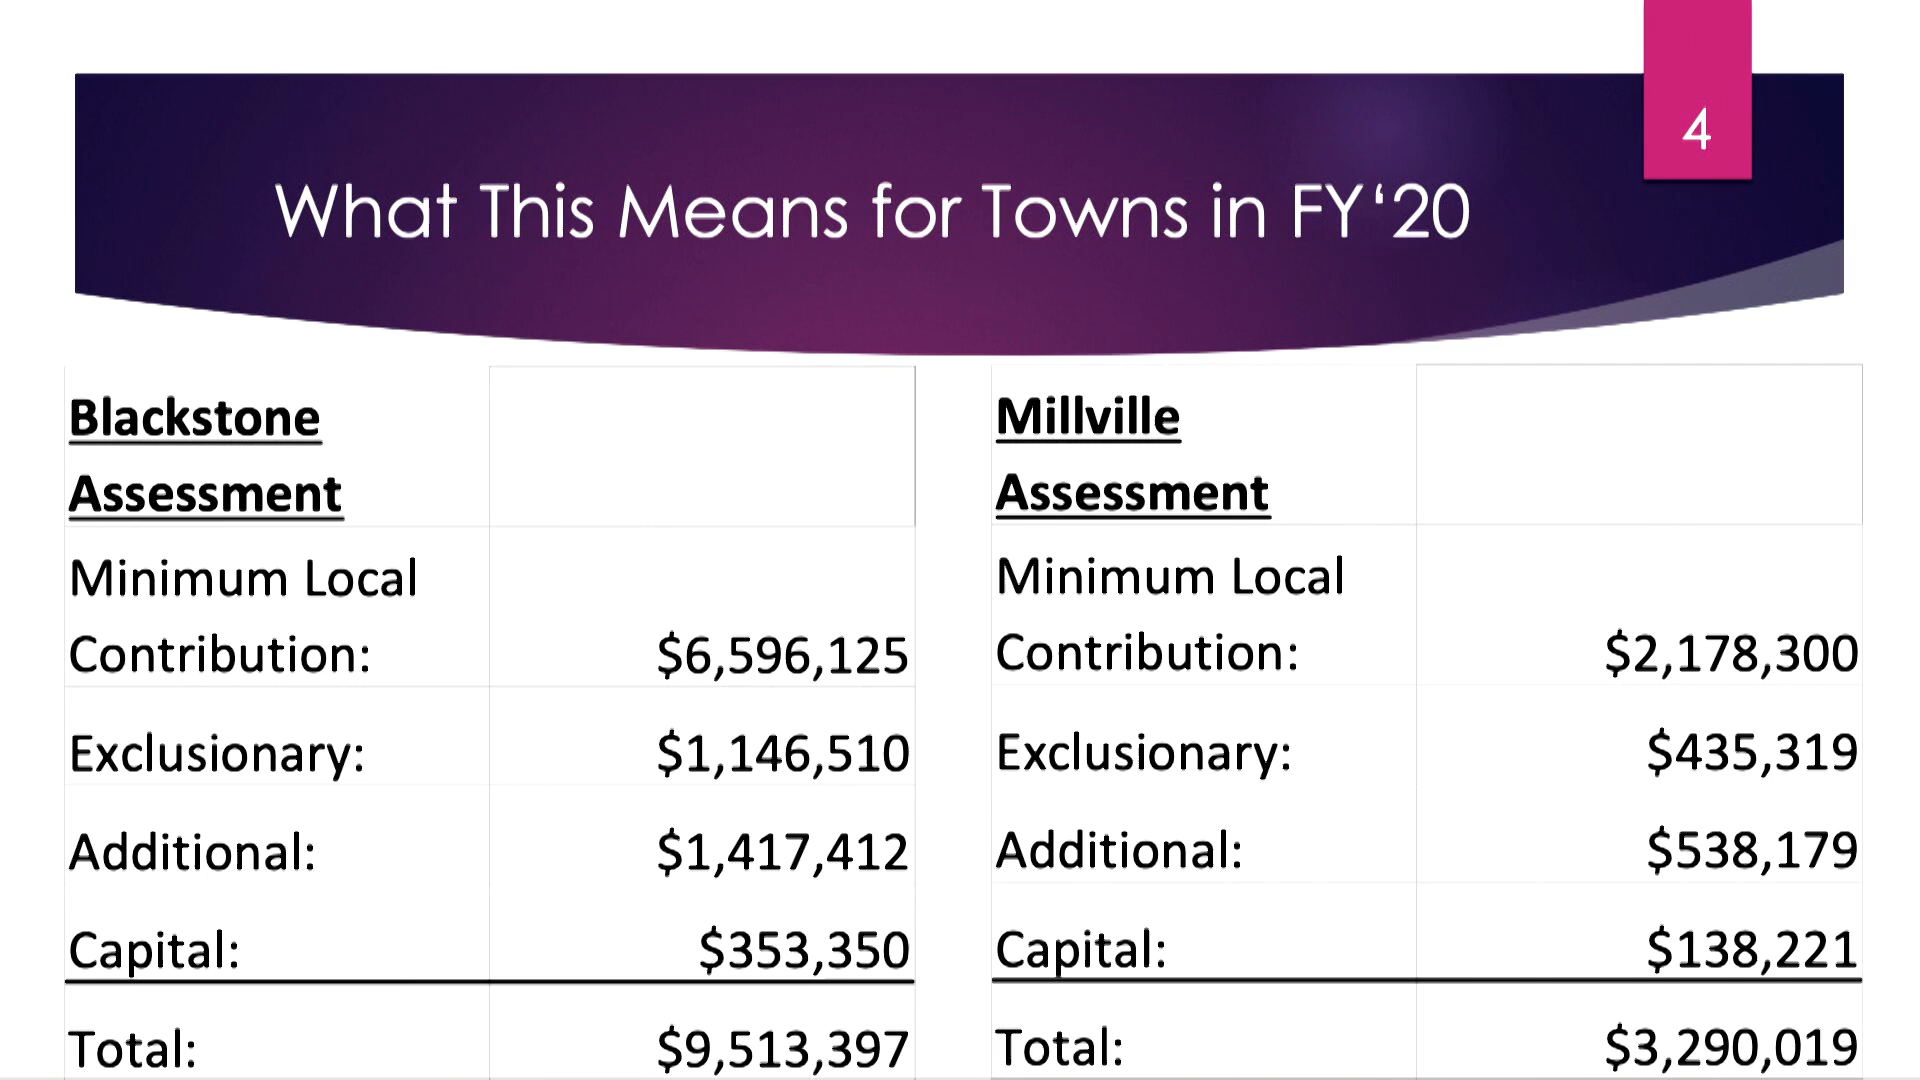 4
What This Means for Towns in FY‘20
Blackstone
Assessment
Minimum Local
Contribution: $6,596,125
Exclusionary: $1,146,510
Additional: $1,417,412
Capital: $353,350
Total: $9,513,397
Millville
Assessment
Minimum Local
Contribution: $2,178,300
Exclusionary: $435,319
Additional: $538,179
Capital: $138,221
Total: $3,290,019